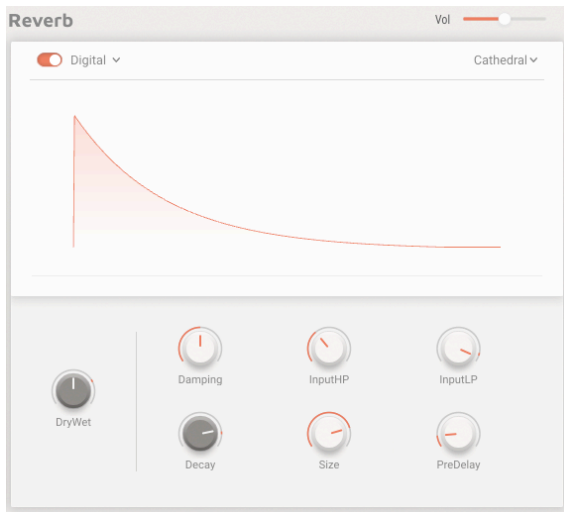 Reverb
Vol
Digital
Cathedral
Damping
InputHP
InputLP
DryWet
Decay
Size
PreDelay